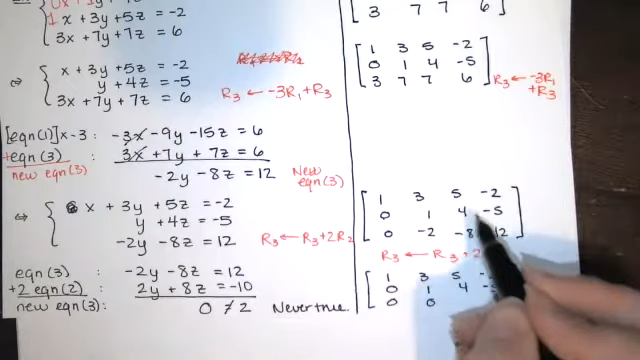 0x + 1y + 4z = -5
1x + 3y + 5z = -2
3x + 7y + 7z = 6
⇔ { x + 3y + 5z = -2
y + 4z = -5
3x + 7y + 7z = 6
R₃ ← -3R₁ + R₃
[eqn(1)] x -3 : -3x - 9y - 15z = 6
+ eqn(3) : 3x + 7y + 7z = 6
new eqn(3) -2y - 8z = 12 New eqn(3)
⇔ { x + 3y + 5z = -2
y + 4z = -5
-2y - 8z = 12 R₃ ← R₃ + 2R₂
eqn(3) -2y - 8z = 12
+2 eqn(2) : 2y + 8z = -10
new eqn(3): 0 ≠ 2 Never true.
3 7 7 6
1 3 5 -2
0 1 4 -5
3 7 7 6
R₃ ← -3R₁ + R₃
1 3 5 -2
0 1 4 -5
0 -2 -8 12
R₃ ← R₃ + 2
1 3 5
0 1 4
0 0